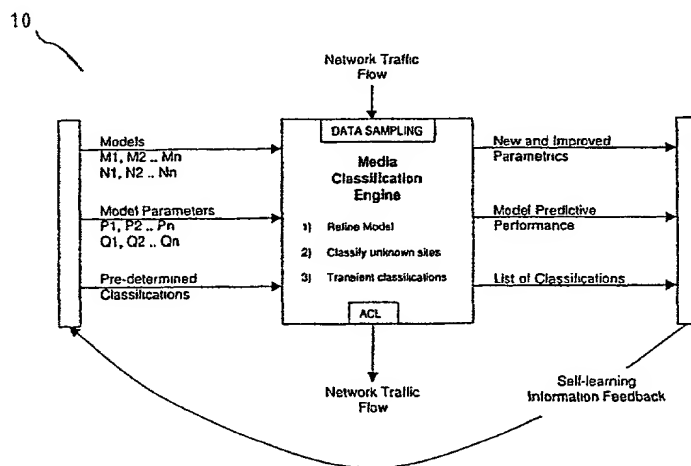 10
Network Traffic
Flow
DATA SAMPLING
Media
Classification
Engine
1) Refine Model
2) Classify unknown sites
3) Transient classifications
ACL
Models
M1, M2 .. Mn
N1, N2 .. Nn
Model Parameters
P1, P2 .. Pn
Q1, Q2 .. Qn
Pre-determined
Classifications
New and Improved
Parametrics
Model Predictive
Performance
List of Classifications
Network Traffic
Flow
Self-learning
Information Feedback